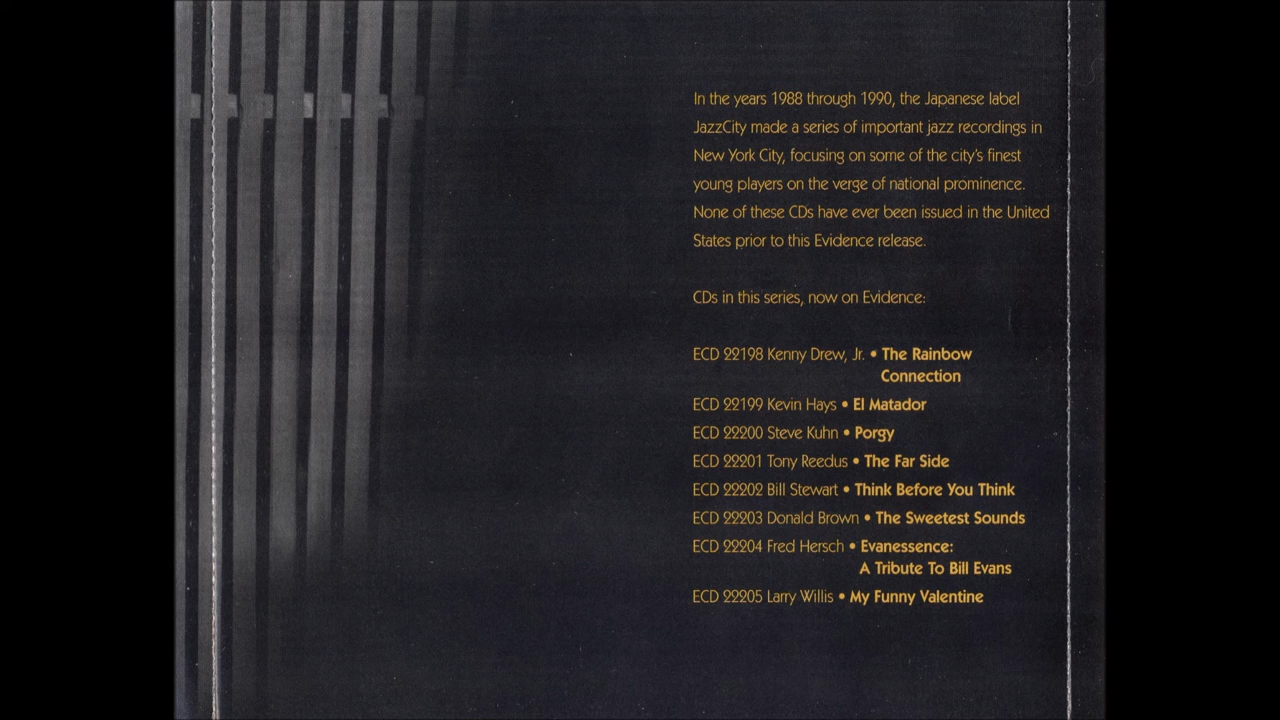 In the years 1988 through 1990, the Japanese label
JazzCity made a series of important jazz recordings in
New York City, focusing on some of the city's finest
young players on the verge of national prominence.
None of these CDs have ever been issued in the United
States prior to this Evidence release.
CDs in this series, now on Evidence:
ECD 22198 Kenny Drew, Jr. • The Rainbow
Connection
ECD 22199 Kevin Hays • El Matador
ECD 22200 Steve Kuhn • Porgy
ECD 22201 Tony Reedus • The Far Side
ECD 22202 Bill Stewart • Think Before You Think
ECD 22203 Donald Brown • The Sweetest Sounds
ECD 22204 Fred Hersch • Evanessence:
A Tribute To Bill Evans
ECD 22205 Larry Willis • My Funny Valentine